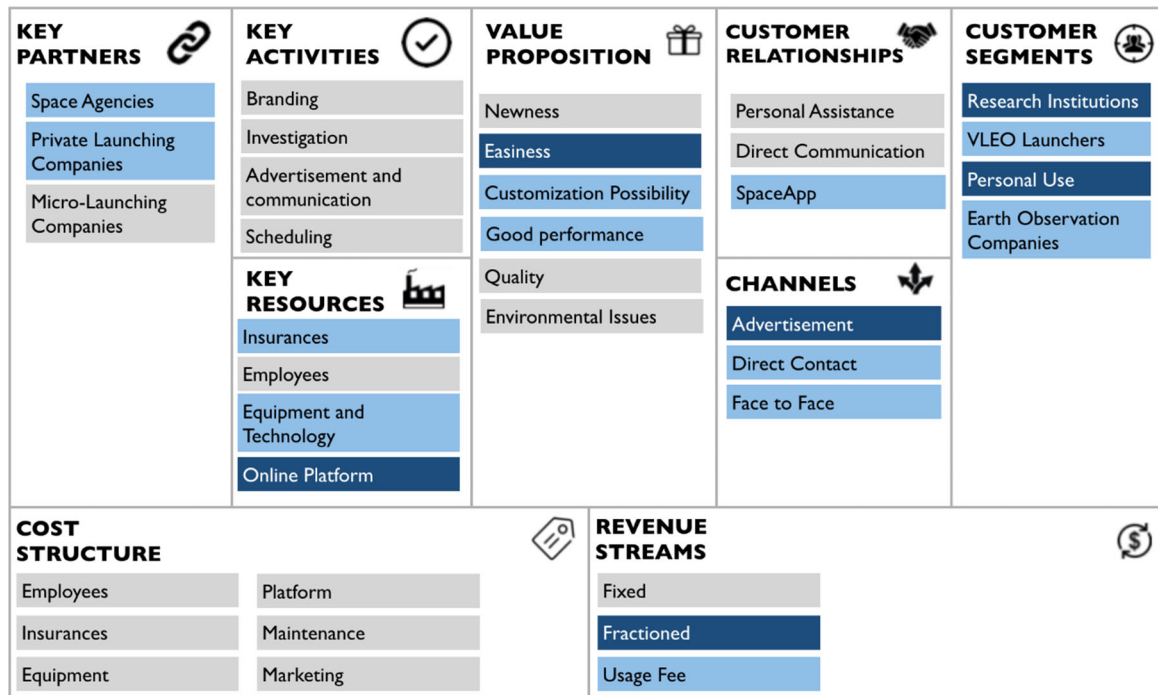 KEY
PARTNERS
Space Agencies
Private Launching
Companies
Micro-Launching
Companies
KEY
ACTIVITIES
Branding
Investigation
Advertisement and
communication
Scheduling
KEY
RESOURCES
Insurances
Employees
Equipment and
Technology
Online Platform
VALUE
PROPOSITION
Newness
Easiness
Customization Possibility
Good performance
Quality
Environmental Issues
CUSTOMER
RELATIONSHIPS
Personal Assistance
Direct Communication
SpaceApp
CHANNELS
Advertisement
Direct Contact
Face to Face
CUSTOMER
SEGMENTS
Research Institutions
VLEO Launchers
Personal Use
Earth Observation
Companies
COST
STRUCTURE
Employees
Insurances
Equipment
Platform
Maintenance
Marketing
REVENUE
STREAMS
$
Fixed
Fractioned
Usage Fee